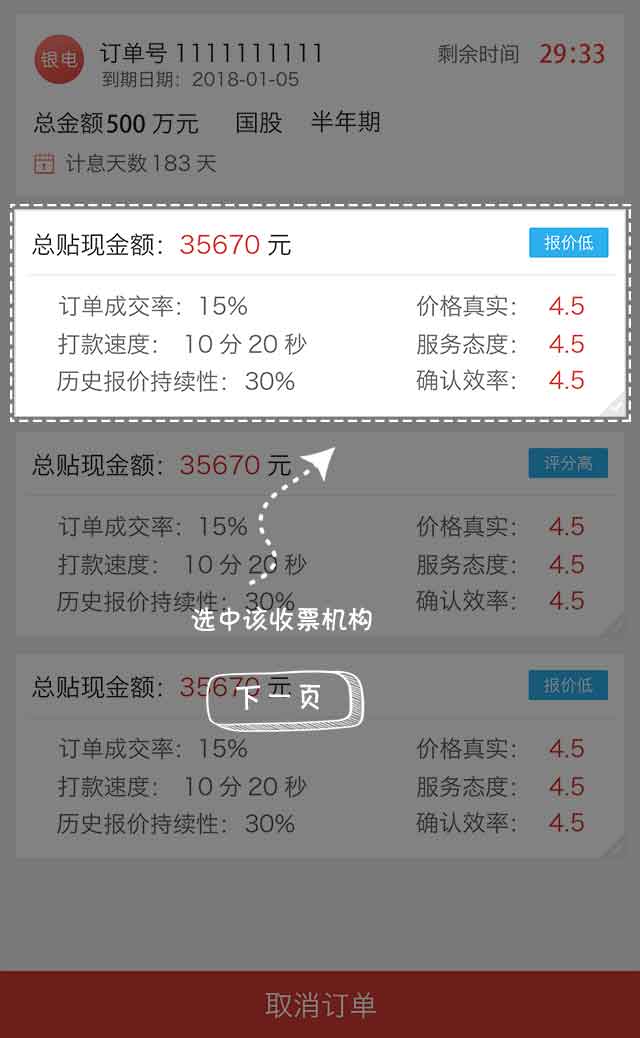 银电 订单号 1111111111 剩余时间 29:33
到期日期：2018-01-05
总金额500 万元 国股 半年期
计息天数 183 天
总贴现金额：35670 元 报价低
订单成交率：15% 价格真实：4.5
打款速度：10 分 20 秒 服务态度：4.5
历史报价持续性：30% 确认效率：4.5
总贴现金额：35670 元 评分高
订单成交率：15% 价格真实：4.5
打款速度：10 分 20 秒 服务态度：4.5
历史报价持续性：30% 确认效率：4.5
选中该收票机构
总贴现金额：35670 元 报价低
下一页
订单成交率：15% 价格真实：4.5
打款速度：10 分 20 秒 服务态度：4.5
历史报价持续性：30% 确认效率：4.5
取消订单